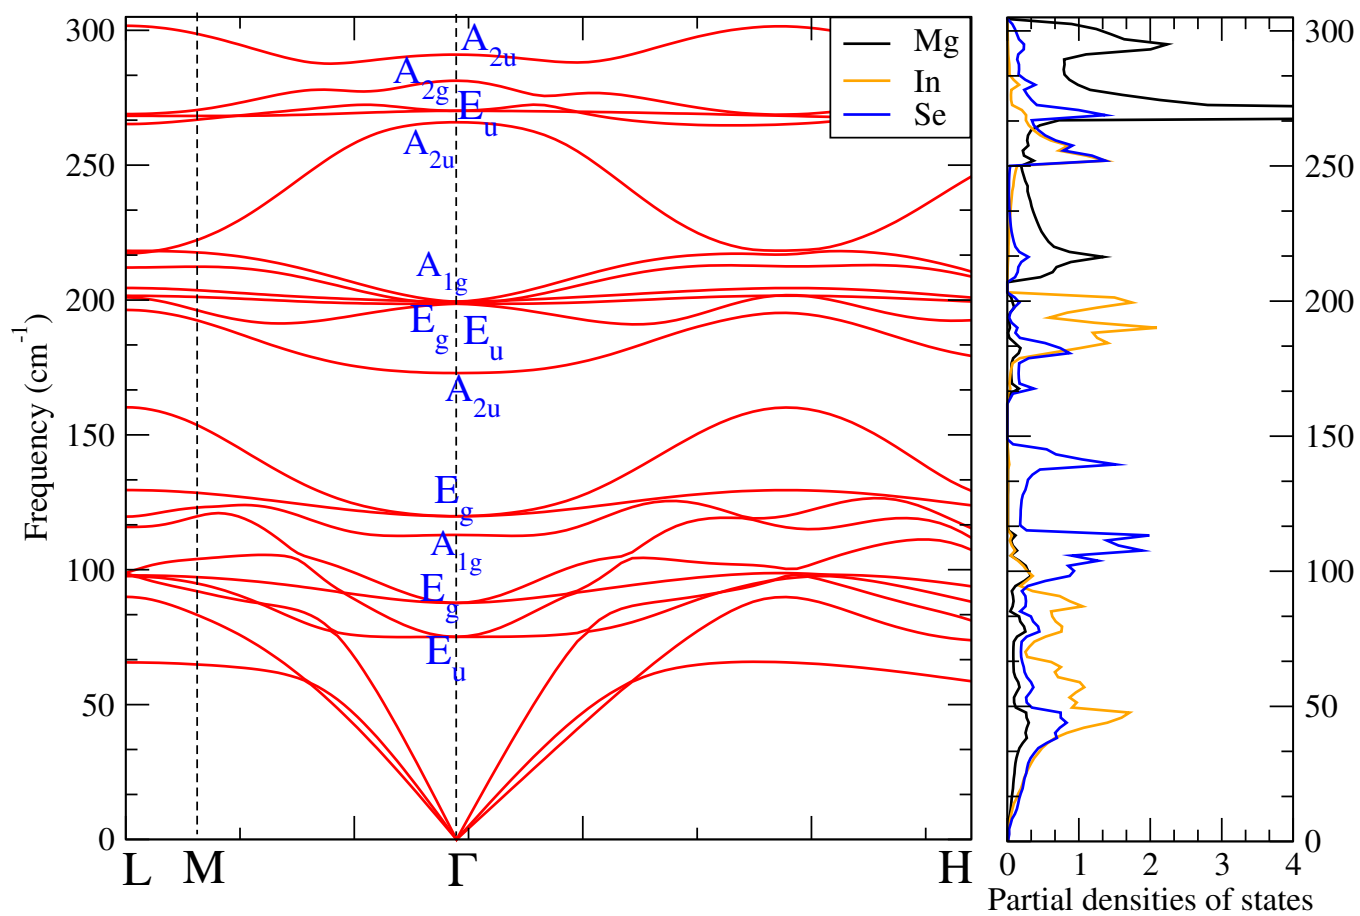 300
250
200
150
100
50
0
Frequency (cm-1)
L M Γ H
A2u
A2g
Eu
A2u
A1g
Eg
Eu
A2u
Eg
A1g
Eg
Eu
Mg
In
Se
300
250
200
150
100
50
0
0 1 2 3 4
Partial densities of states